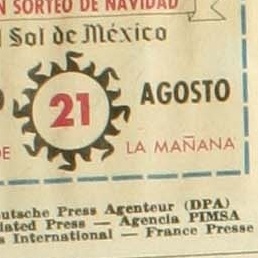 N SORTEO DE NAVIDAD
l Sol de México
21 AGOSTO
DE LA MAÑANA
eutsche Press Agenteur (DPA)
iated Press — Agencia PIMSA
s International — France Presse